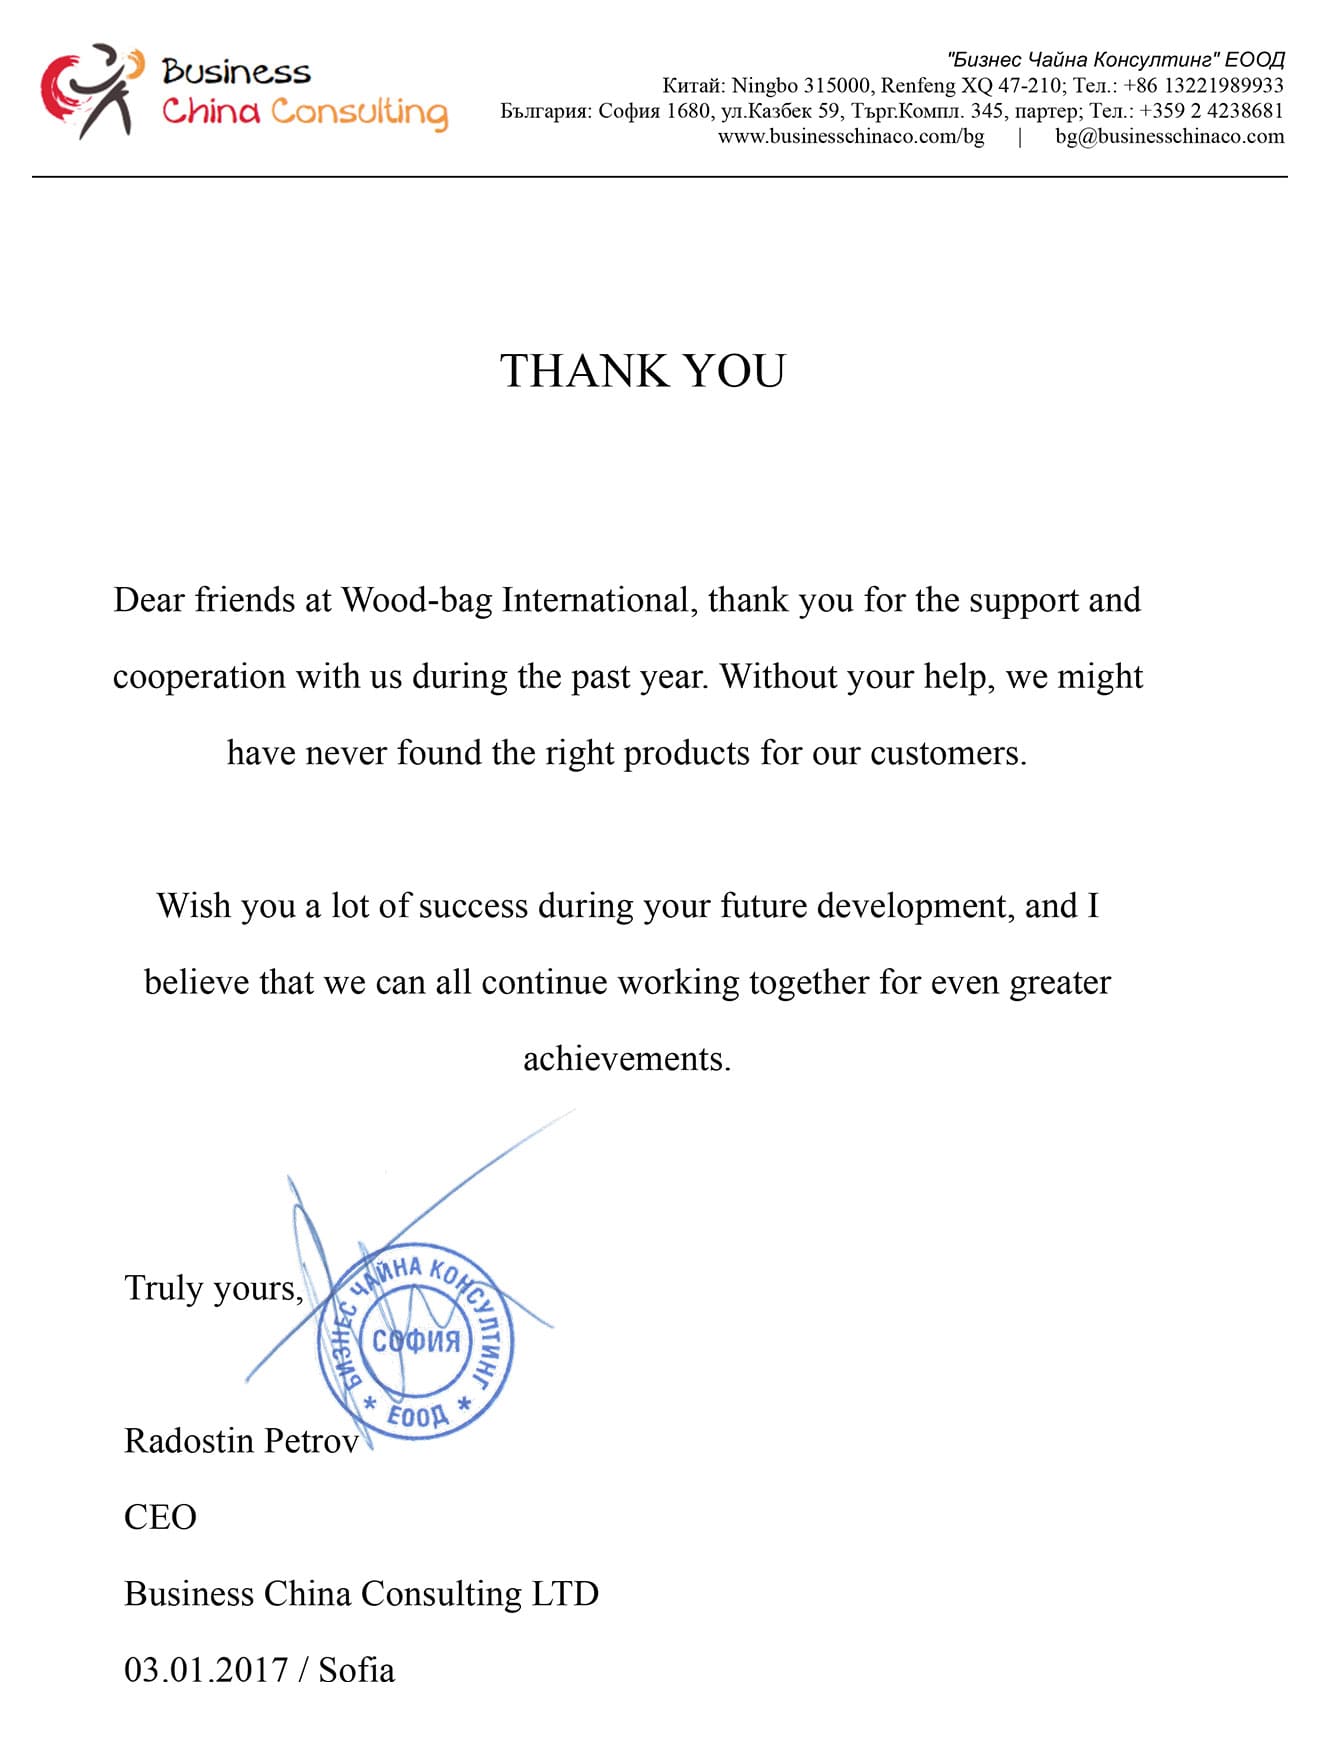 Business
China Consulting
"Бизнес Чайна Консултинг" ЕООД
Китай: Ningbo 315000, Renfeng XQ 47-210; Тел.: +86 13221989933
България: София 1680, ул.Казбек 59, Търг.Компл. 345, партер; Тел.: +359 2 4238681
www.businesschinaco.com/bg | bg@businesschinaco.com
THANK YOU
Dear friends at Wood-bag International, thank you for the support and
cooperation with us during the past year. Without your help, we might
have never found the right products for our customers.
Wish you a lot of success during your future development, and I
believe that we can all continue working together for even greater
achievements.
Truly yours,
БИЗНЕС ЧАЙНА КОНСУЛТИНГ
СОФИЯ
* ЕООД *
Radostin Petrov
CEO
Business China Consulting LTD
03.01.2017 / Sofia